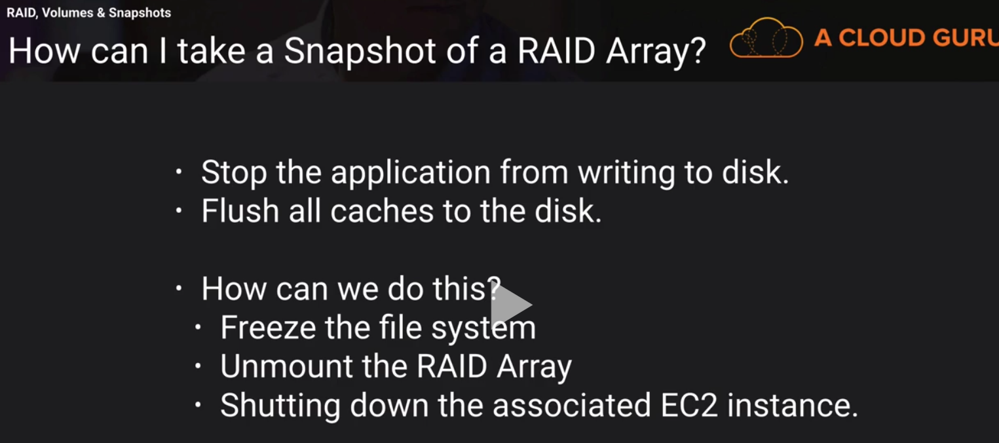 RAID, Volumes & Snapshots
How can I take a Snapshot of a RAID Array?
A CLOUD GURU
• Stop the application from writing to disk.
• Flush all caches to the disk.
• How can we do this?
• Freeze the file system
• Unmount the RAID Array
• Shutting down the associated EC2 instance.